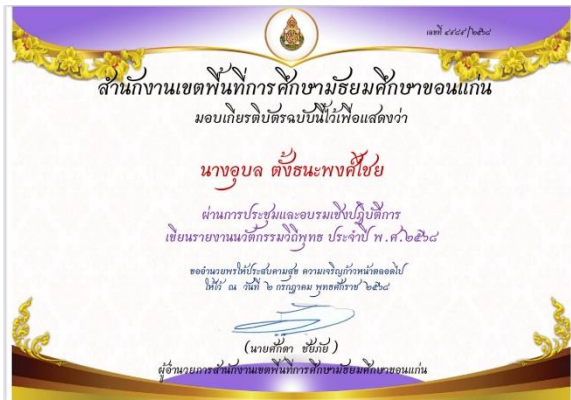 เลขที่ ๔๙๘๙/๒๕๖๘
สำนักงานเขตพื้นที่การศึกษามัธยมศึกษาขอนแก่น
มอบเกียรติบัตรฉบับนี้ไว้เพื่อแสดงว่า
นางอุบล ตั้งธนะพงศ์ไชย
ผ่านการประชุมและอบรมเชิงปฏิบัติการ
เขียนรายงานนวัตกรรมวิถีพุทธ ประจำปี พ.ศ.๒๕๖๘
ขออำนวยพรให้ประสบความสุข ความเจริญก้าวหน้าตลอดไป
ให้ไว้ ณ วันที่ ๒ กรกฎาคม พุทธศักราช ๒๕๖๘
(นายศักดา ชัยภัย )
ผู้อำนวยการสำนักงานเขตพื้นที่การศึกษามัธยมศึกษาขอนแก่น